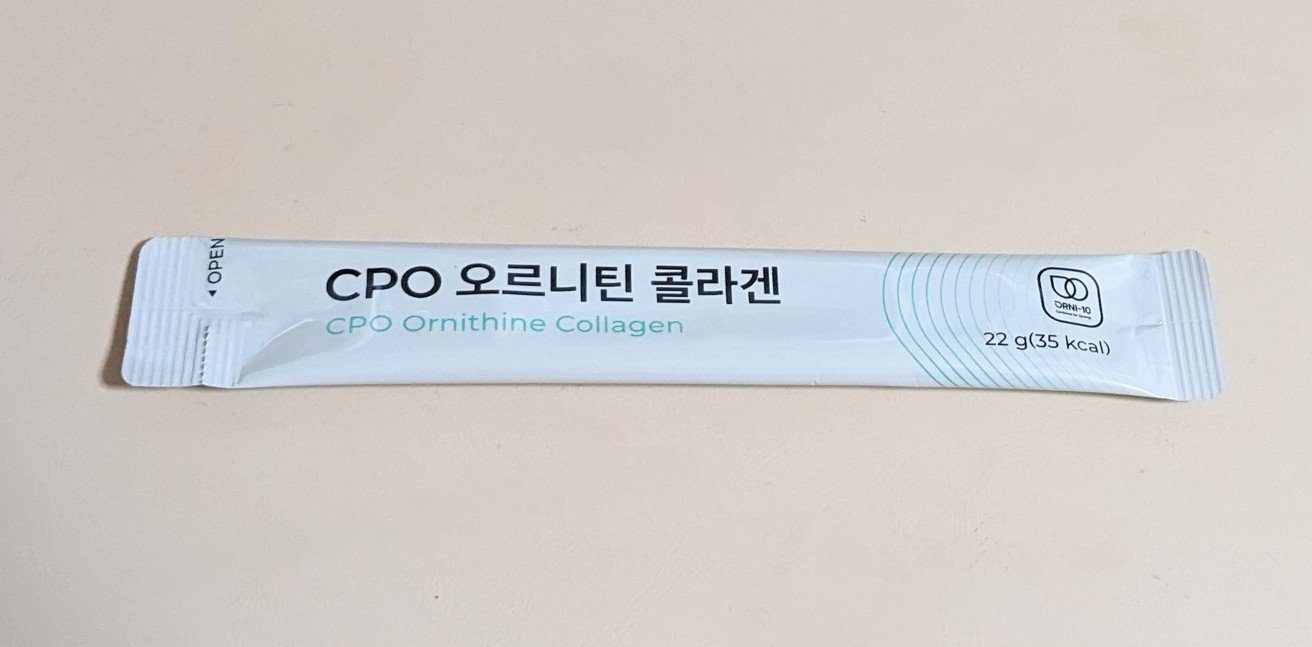 ◀ OPEN
CPO 오르니틴 콜라겐
CPO Ornithine Collagen
ORNI-10
22 g(35 kcal)